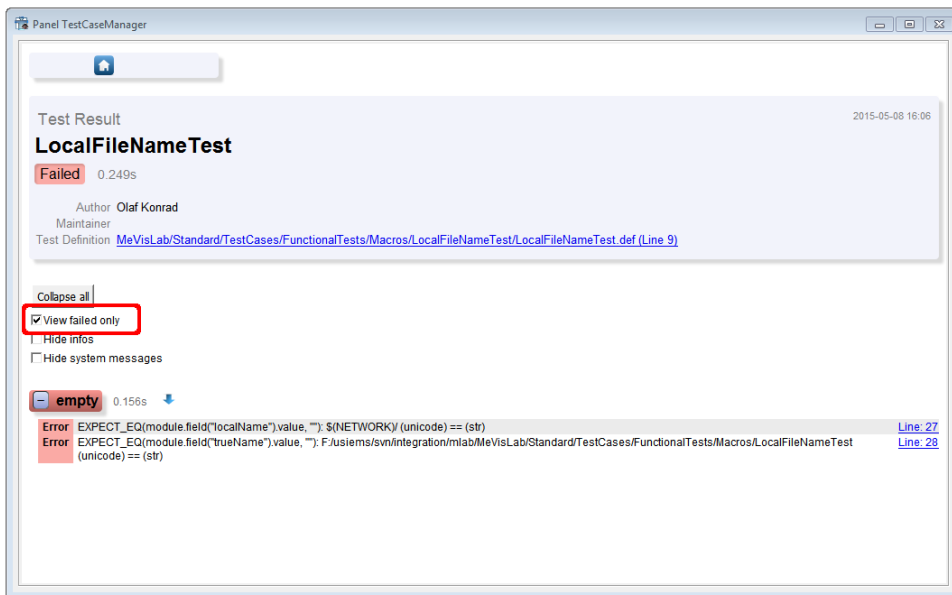 Panel TestCaseManager
Test Result
2015-05-08 16:06
LocalFileNameTest
Failed 0.249s
Author Olaf Konrad
Maintainer
Test Definition MeVisLab/Standard/TestCases/FunctionalTests/Macros/LocalFileNameTest/LocalFileNameTest.def (Line 9)
Collapse all
View failed only
Hide infos
Hide system messages
empty 0.156s
Error EXPECT_EQ(module.field("localName").value, ""): $(NETWORK)/ (unicode) == (str) Line: 27
Error EXPECT_EQ(module.field("trueName").value, ""): F:/usiems/svn/integration/mlab/MeVisLab/Standard/TestCases/FunctionalTests/Macros/LocalFileNameTest Line: 28
(unicode) == (str)